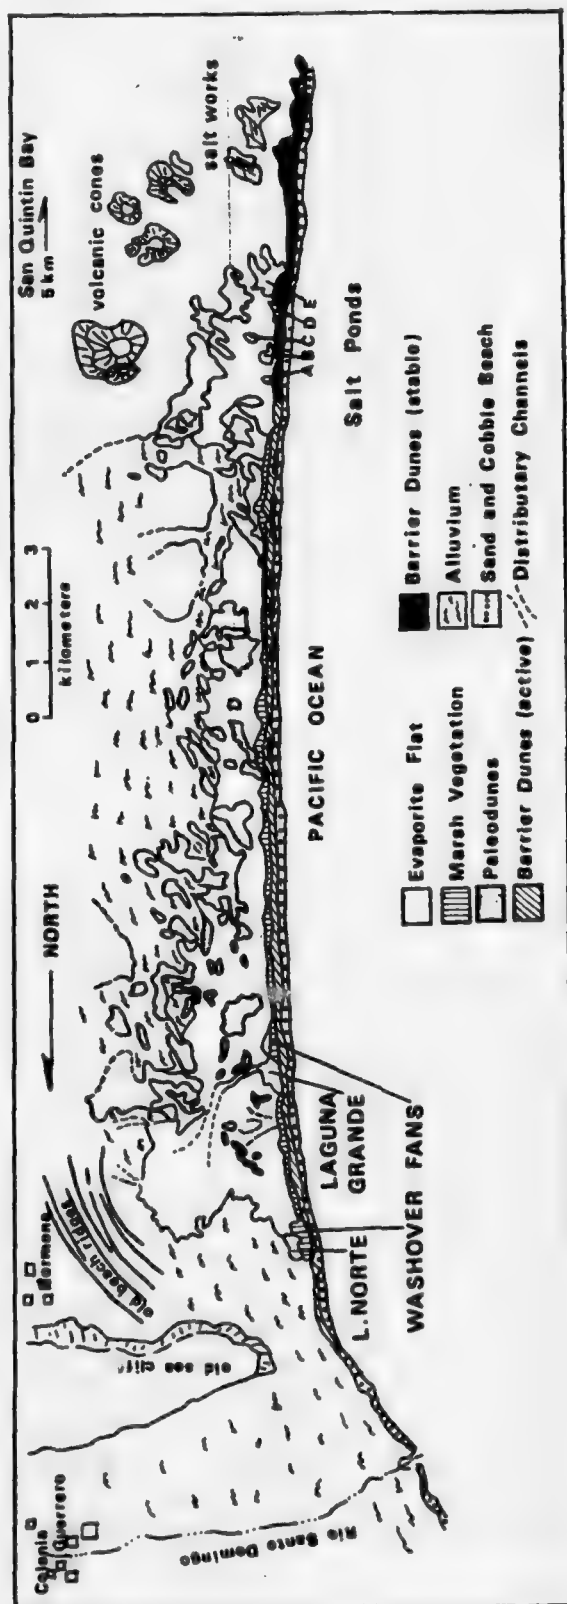 San Quintin Bay
5 km
volcanic cones
salt works
0 1 2 3
kilometers
NORTH
Hermans
old beach ridges
old sea cliff
Colonia
Guerrero
Rio Santo Domingo
A B
D
A B C D E
Salt Ponds
PACIFIC OCEAN
LAGUNA
GRANDE
L. NORTE
WASHOVER FANS
Evaporite Flat
Marsh Vegetation
Paleodunes
Barrier Dunes (active)
Barrier Dunes (stable)
Alluvium
Sand and Cobble Beach
Distributary Channels